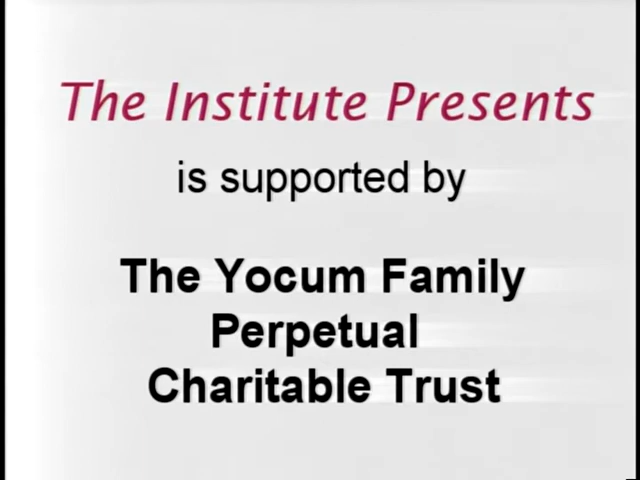 The Institute Presents
is supported by
The Yocum Family
Perpetual
Charitable Trust